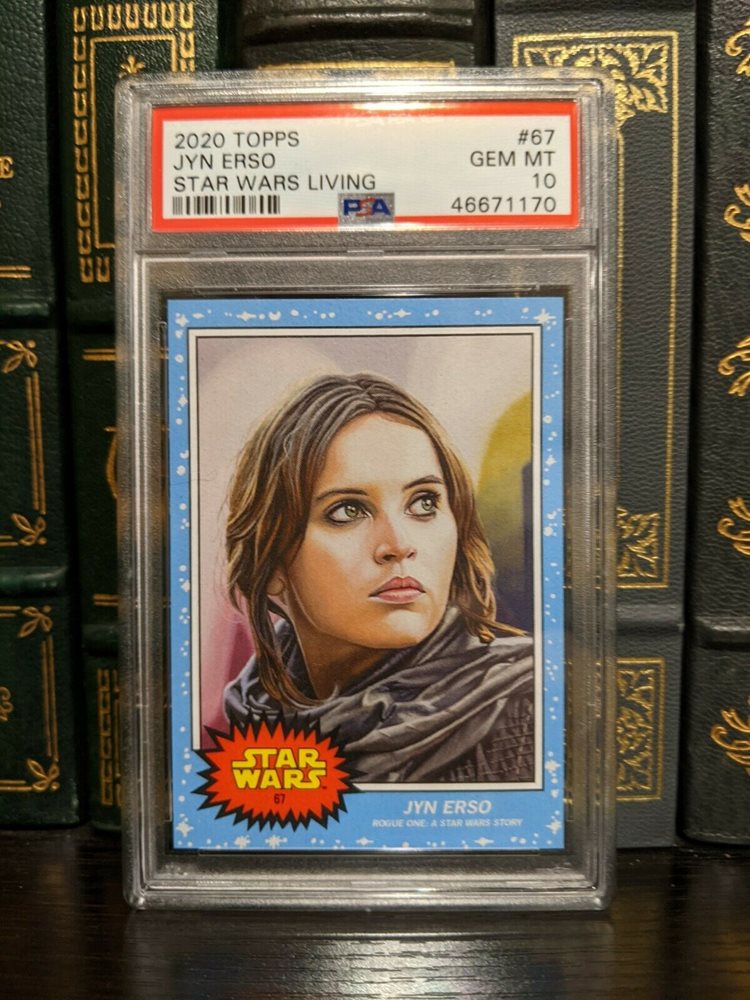 2020 TOPPS #67
JYN ERSO GEM MT
STAR WARS LIVING 10
PSA 46671170
STAR
WARS
67
JYN ERSO
ROGUE ONE: A STAR WARS STORY
E